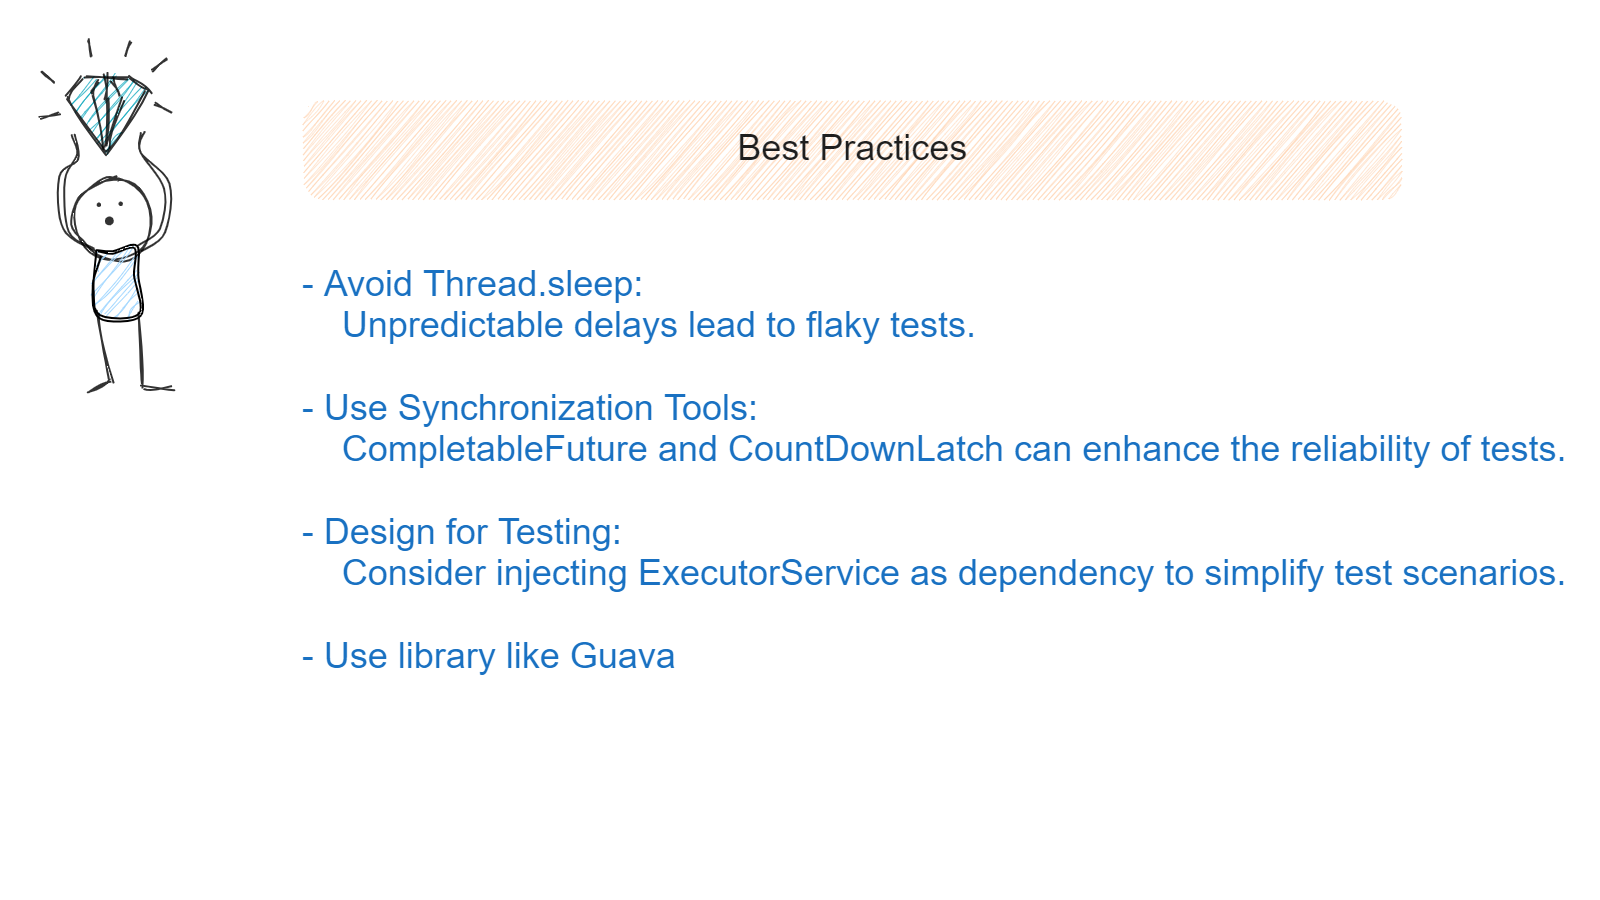 Best Practices
- Avoid Thread.sleep:
Unpredictable delays lead to flaky tests.
- Use Synchronization Tools:
CompletableFuture and CountDownLatch can enhance the reliability of tests.
- Design for Testing:
Consider injecting ExecutorService as dependency to simplify test scenarios.
- Use library like Guava